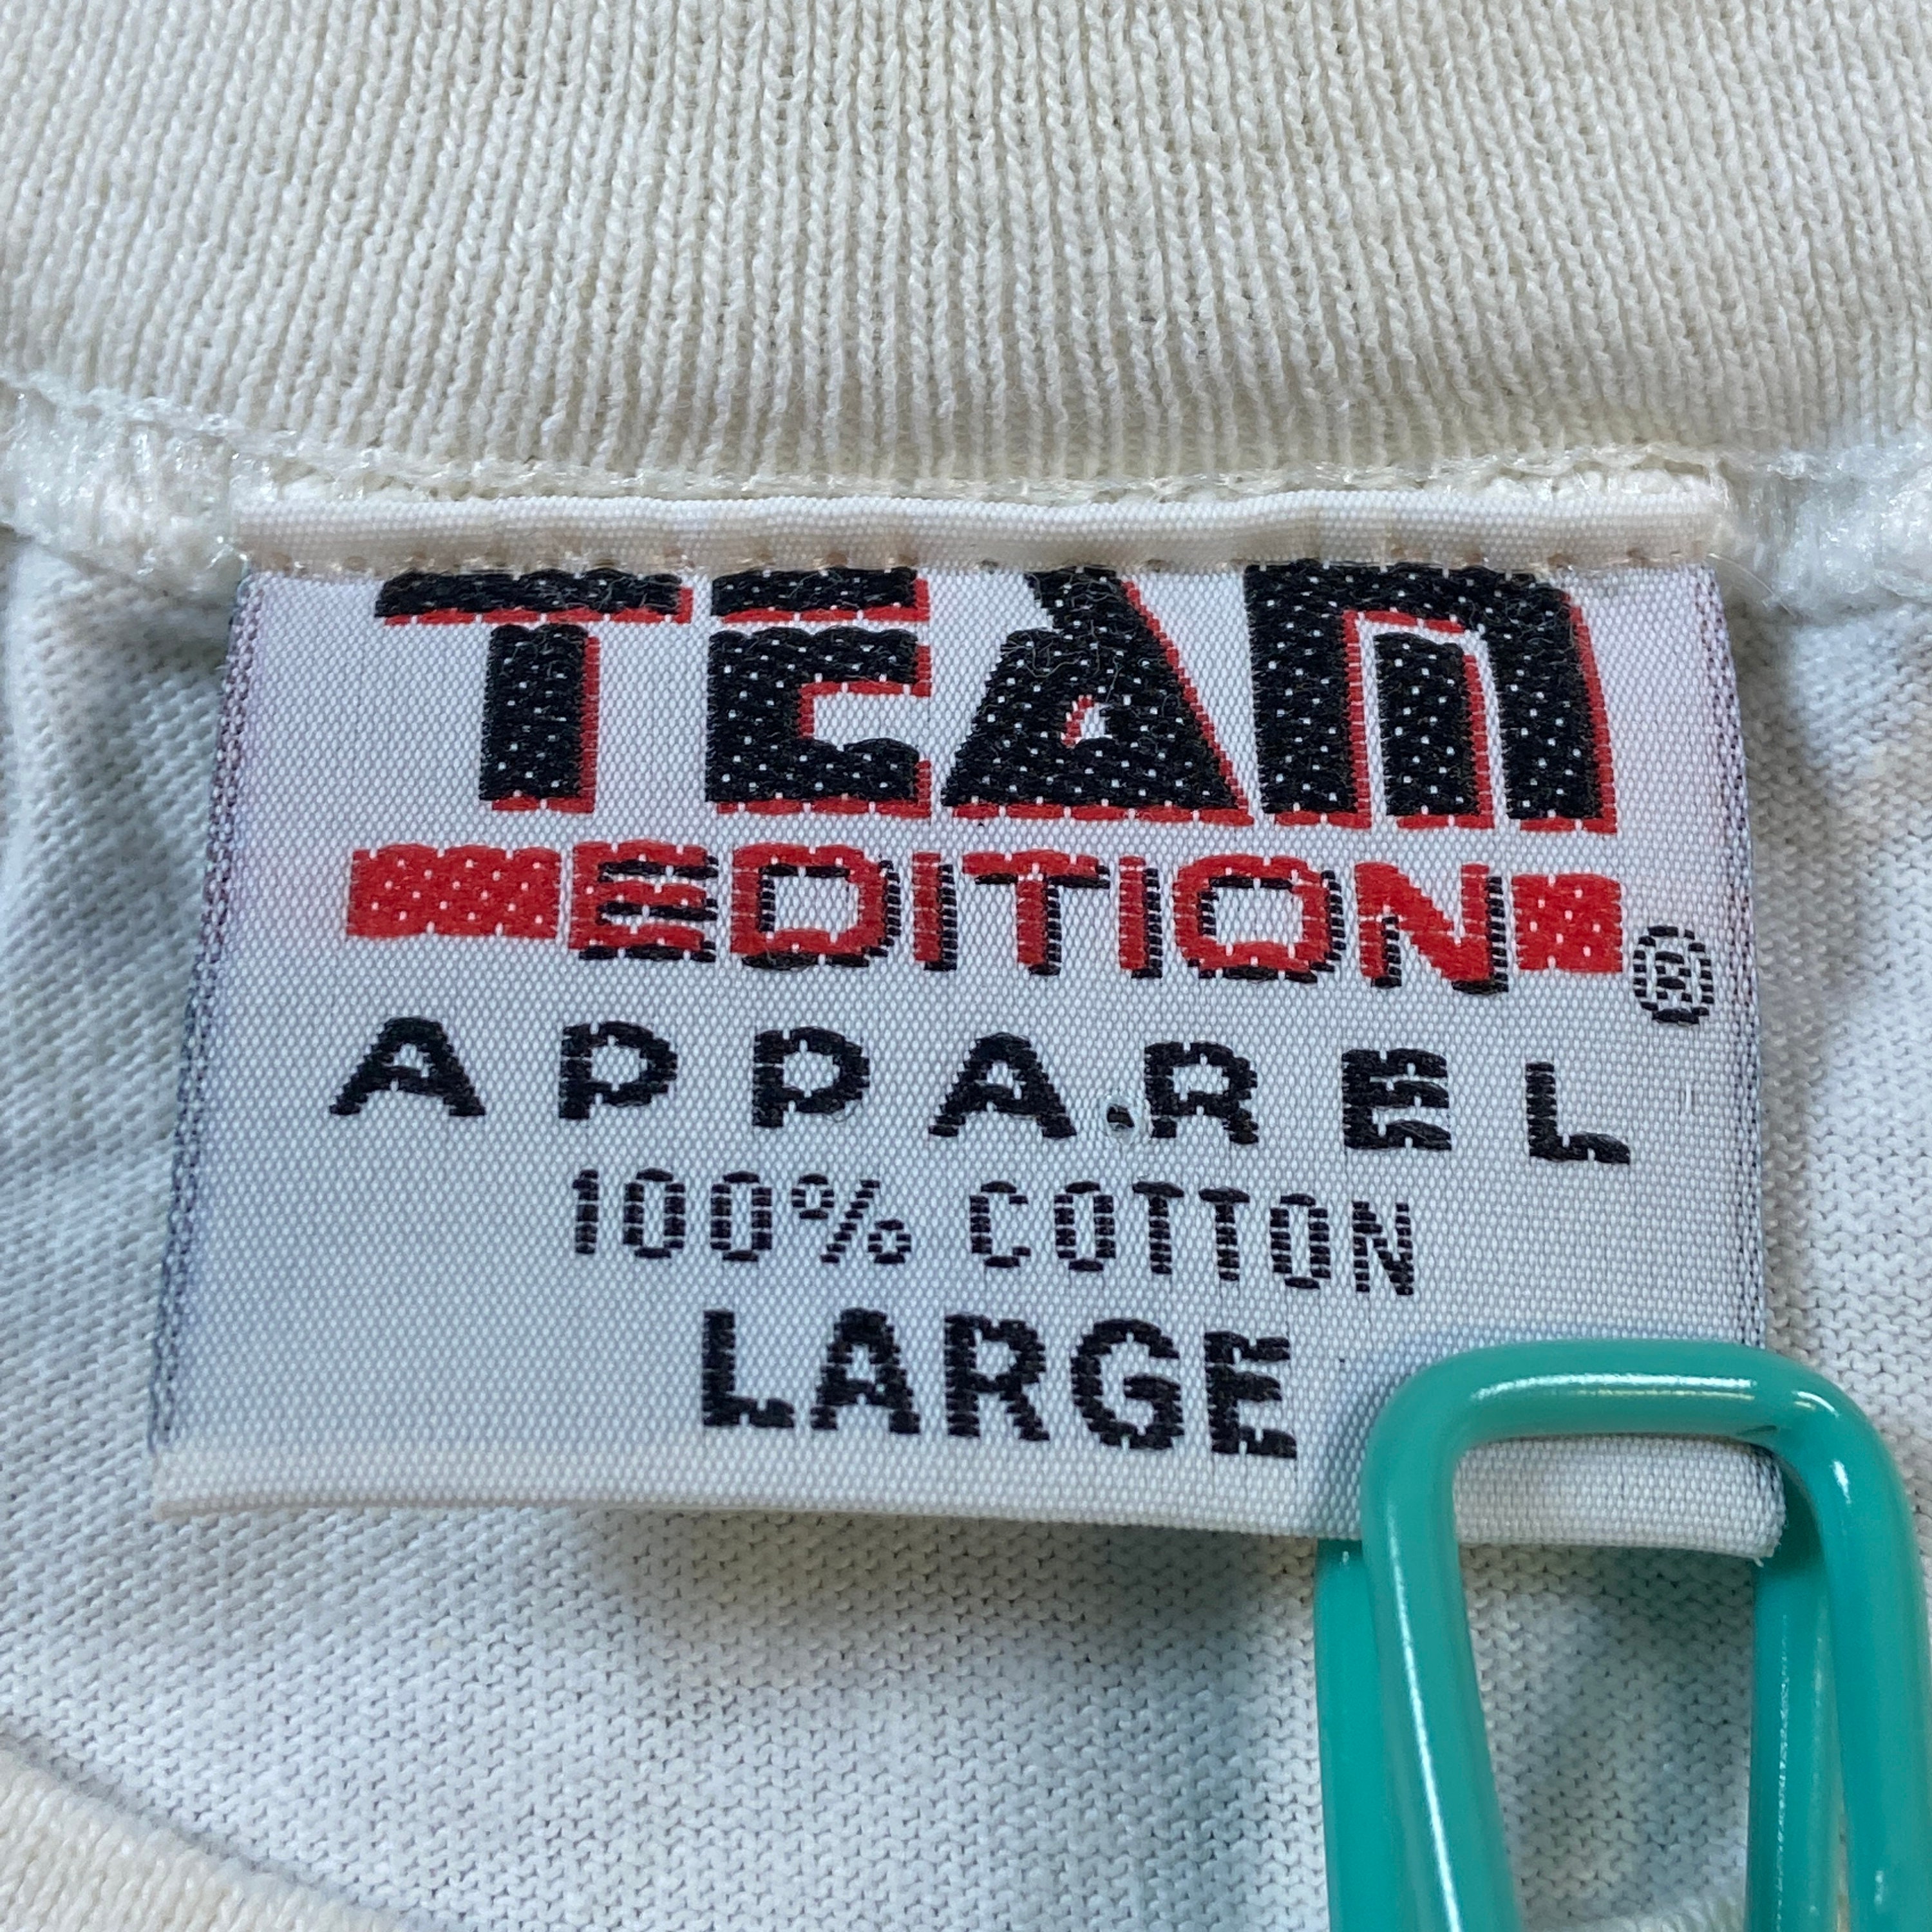 TEAM
EDITION®
APPAREL
100% COTTON
LARGE